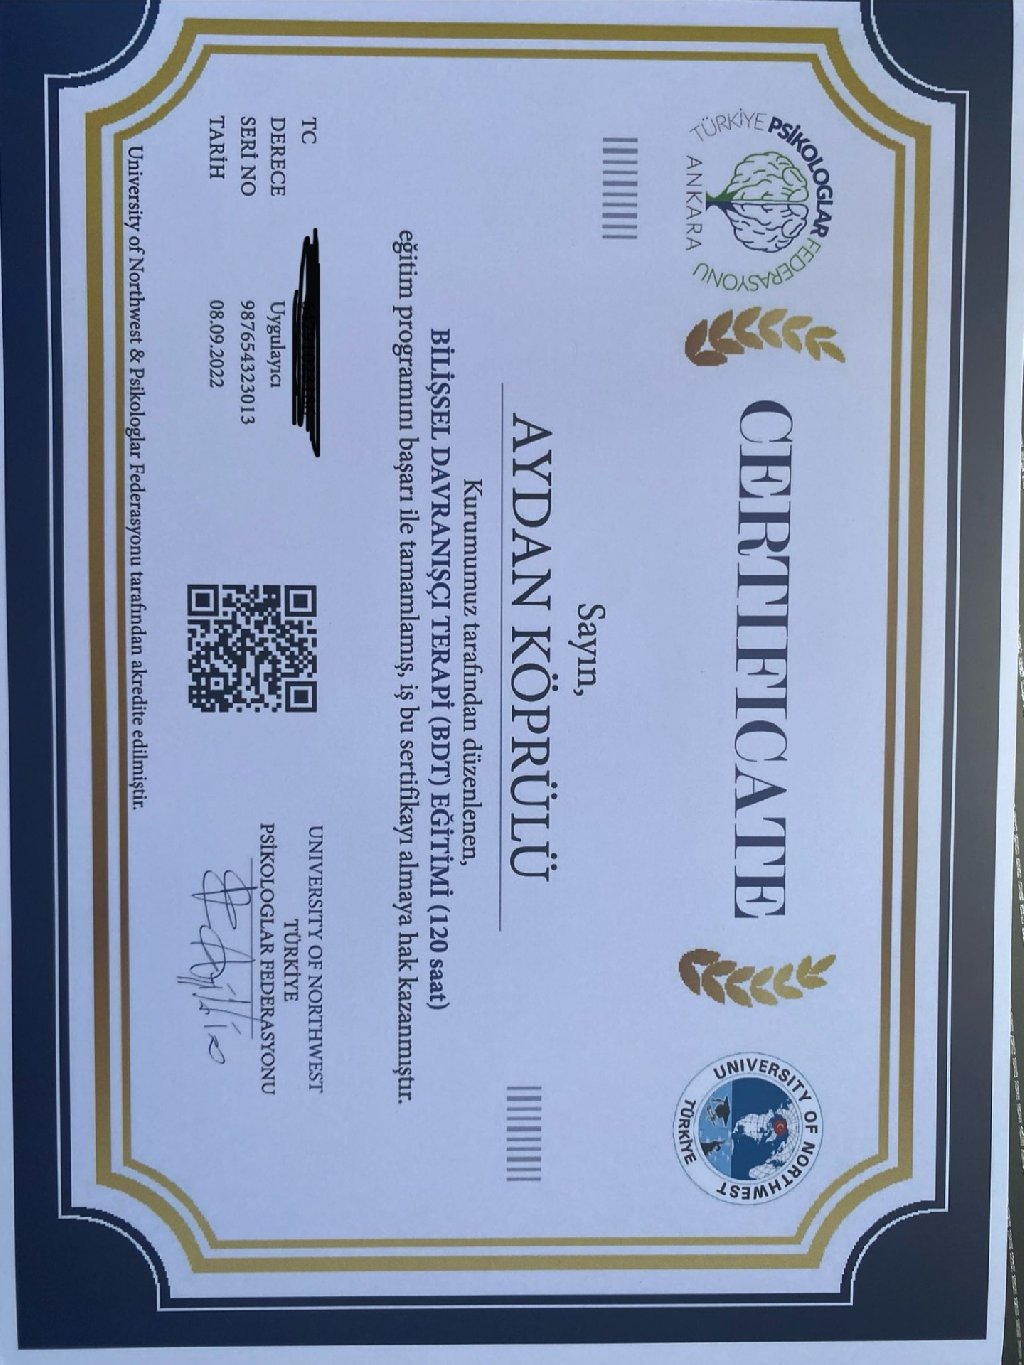 TÜRKİYE PSİKOLOGLAR FEDERASYONU
ANKARA
CERTIFICATE
UNIVERSITY OF NORTHWEST
TÜRKİYE
Sayın,
AYDAN KÖPRÜLÜ
Kurumumuz tarafından düzenlenen,
BİLİŞSEL DAVRANIŞÇI TERAPİ (BDT) EĞİTİMİ (120 saat)
eğitim programını başarı ile tamamlamış, iş bu sertifikayı almaya hak kazanmıştır.
TC
DERECE Uygulayıcı
SERİ NO 987654323013
TARİH 08.09.2022
UNIVERSITY OF NORTHWEST
TÜRKİYE
PSİKOLOGLAR FEDERASYONU
University of Northwest & Psikologlar Federasyonu tarafından akredite edilmiştir.